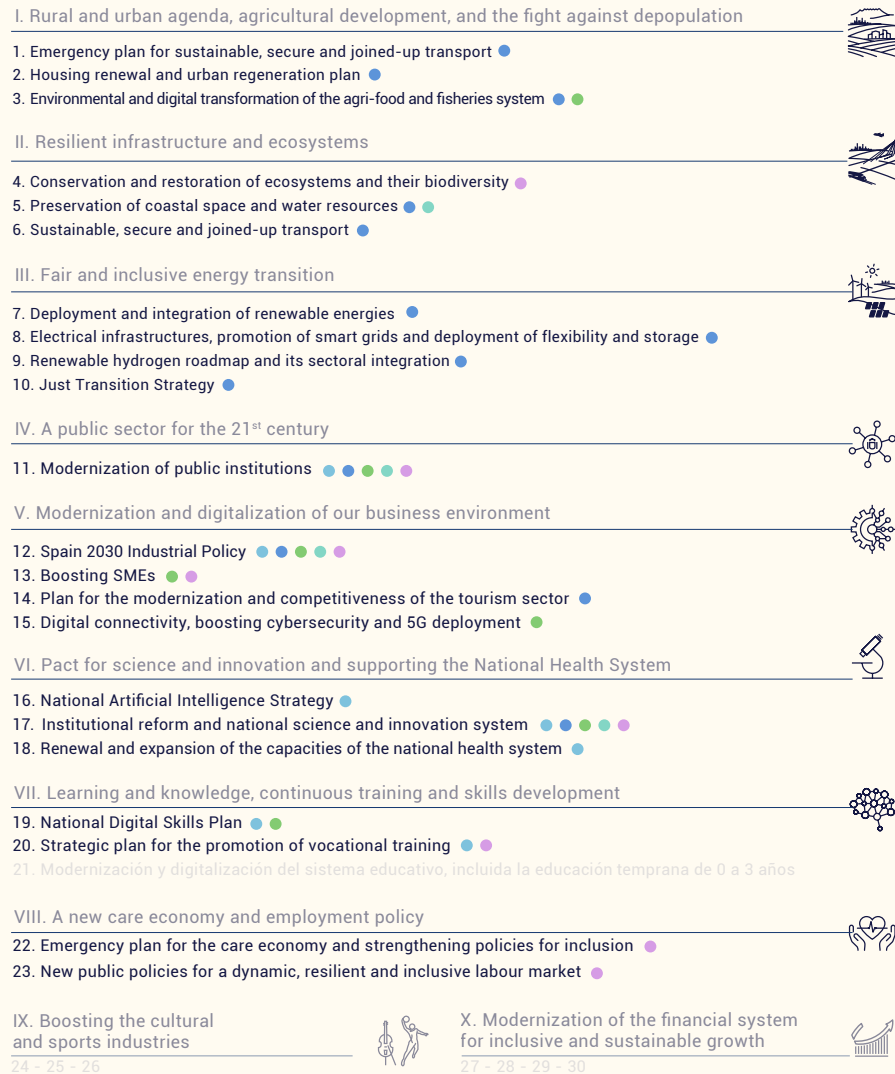 I. Rural and urban agenda, agricultural development, and the fight against depopulation
1. Emergency plan for sustainable, secure and joined-up transport
2. Housing renewal and urban regeneration plan
3. Environmental and digital transformation of the agri-food and fisheries system
II. Resilient infrastructure and ecosystems
4. Conservation and restoration of ecosystems and their biodiversity
5. Preservation of coastal space and water resources
6. Sustainable, secure and joined-up transport
III. Fair and inclusive energy transition
7. Deployment and integration of renewable energies
8. Electrical infrastructures, promotion of smart grids and deployment of flexibility and storage
9. Renewable hydrogen roadmap and its sectoral integration
10. Just Transition Strategy
IV. A public sector for the 21st century
11. Modernization of public institutions
V. Modernization and digitalization of our business environment
12. Spain 2030 Industrial Policy
13. Boosting SMEs
14. Plan for the modernization and competitiveness of the tourism sector
15. Digital connectivity, boosting cybersecurity and 5G deployment
VI. Pact for science and innovation and supporting the National Health System
16. National Artificial Intelligence Strategy
17. Institutional reform and national science and innovation system
18. Renewal and expansion of the capacities of the national health system
VII. Learning and knowledge, continuous training and skills development
19. National Digital Skills Plan
20. Strategic plan for the promotion of vocational training
21. Modernización y digitalización del sistema educativo, incluida la educación temprana de 0 a 3 años
VIII. A new care economy and employment policy
22. Emergency plan for the care economy and strengthening policies for inclusion
23. New public policies for a dynamic, resilient and inclusive labour market
IX. Boosting the cultural
and sports industries
24 - 25 - 26
X. Modernization of the financial system
for inclusive and sustainable growth
27 - 28 - 29 - 30